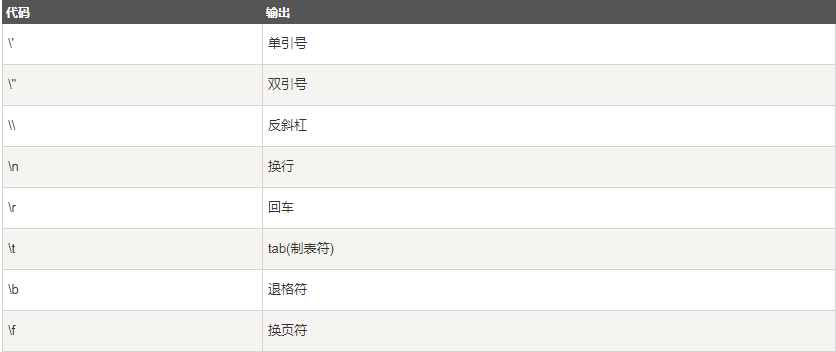 代码 输出
\' 单引号
\" 双引号
\\ 反斜杠
\n 换行
\r 回车
\t tab(制表符)
\b 退格符
\f 换页符